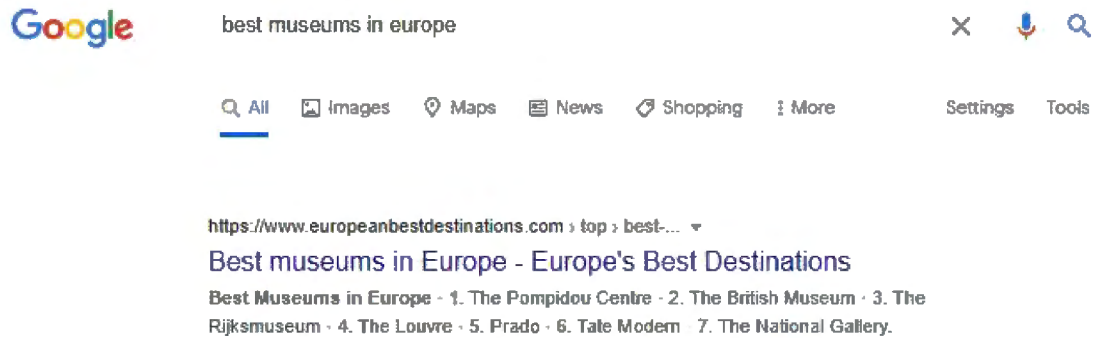 Google best museums in europe
All Images Maps News Shopping More Settings Tools
https://www.europeanbestdestinations.com › top › best-...
Best museums in Europe - Europe's Best Destinations
Best Museums in Europe · 1. The Pompidou Centre · 2. The British Museum · 3. The
Rijksmuseum · 4. The Louvre · 5. Prado · 6. Tate Modern · 7. The National Gallery.